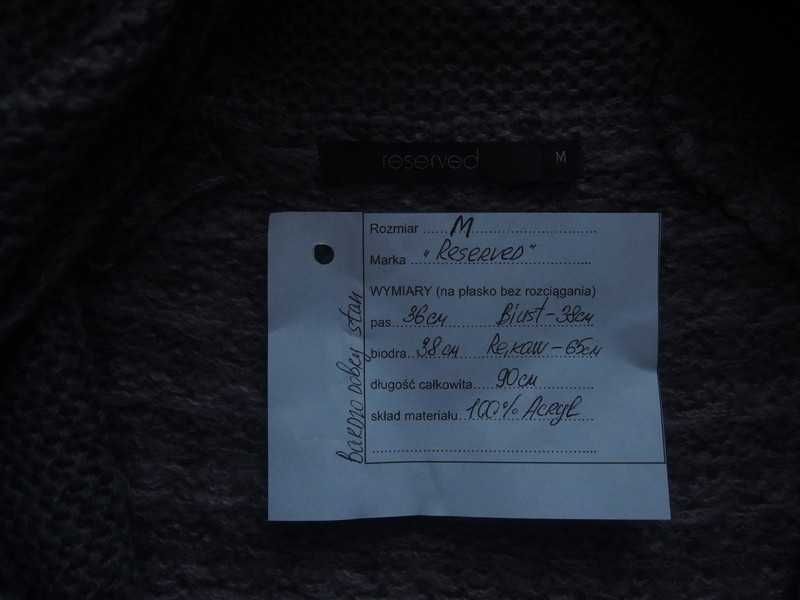 reserved M
Rozmiar ...... M ..............................
Marka .. "Reserved" ..............
WYMIARY (na płasko bez rozciągania)
pas.. 36cm Biust-38cm
biodra.. 38cm Rękaw-65cm
długość całkowita..... 90cm
skład materiału.. 100% Acryl
Bardzo dobry stan